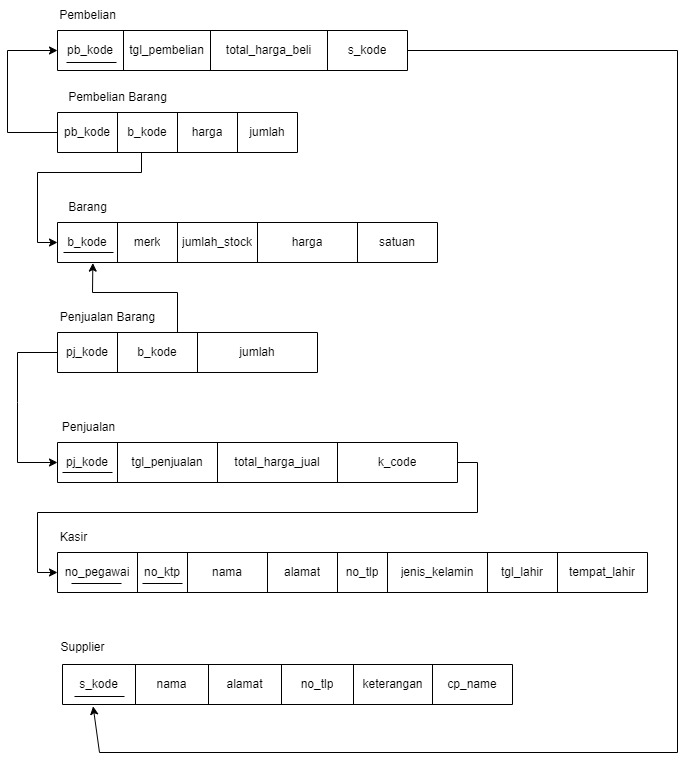 Pembelian
pb_kode tgl_pembelian total_harga_beli s_kode
Pembelian Barang
pb_kode b_kode harga jumlah
Barang
b_kode merk jumlah_stock harga satuan
Penjualan Barang
pj_kode b_kode jumlah
Penjualan
pj_kode tgl_penjualan total_harga_jual k_code
Kasir
no_pegawai no_ktp nama alamat no_tlp jenis_kelamin tgl_lahir tempat_lahir
Supplier
s_kode nama alamat no_tlp keterangan cp_name